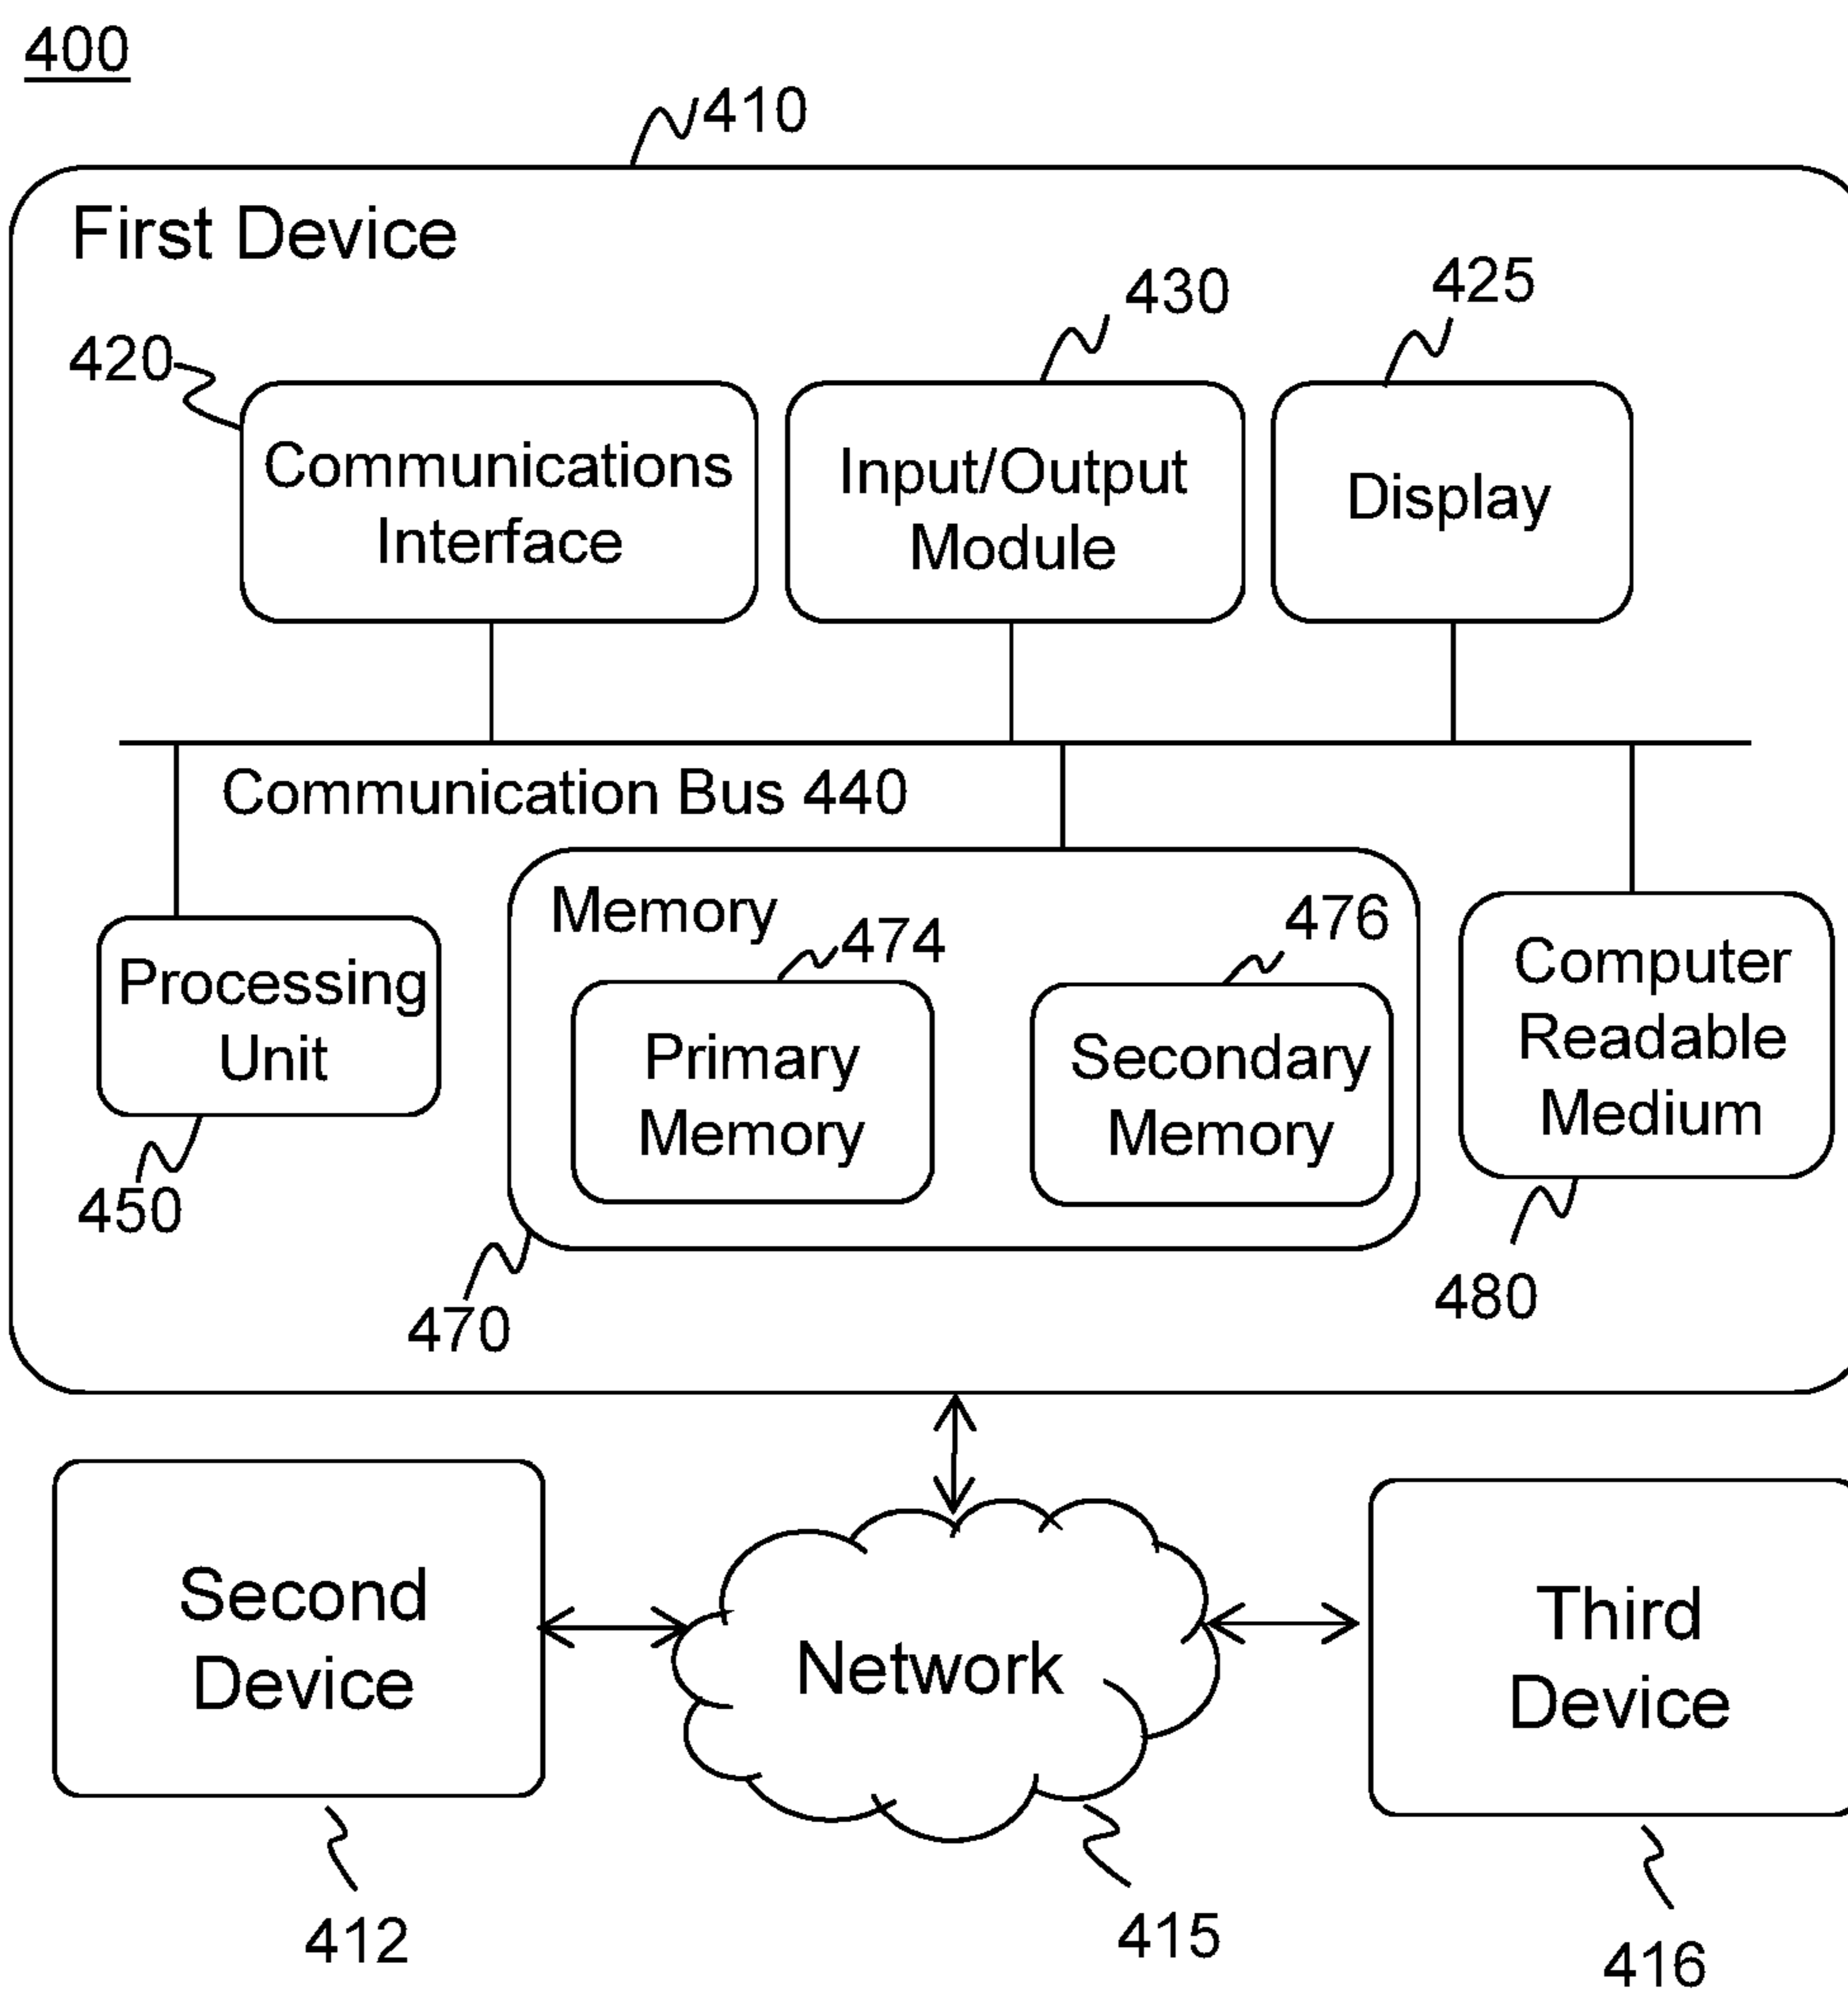 400
410
First Device
430
425
420
Communications
Interface
Input/Output
Module
Display
Communication Bus 440
Memory
474
476
Processing
Unit
Primary
Memory
Secondary
Memory
Computer
Readable
Medium
450
470
480
Second
Device
Network
Third
Device
412
415
416